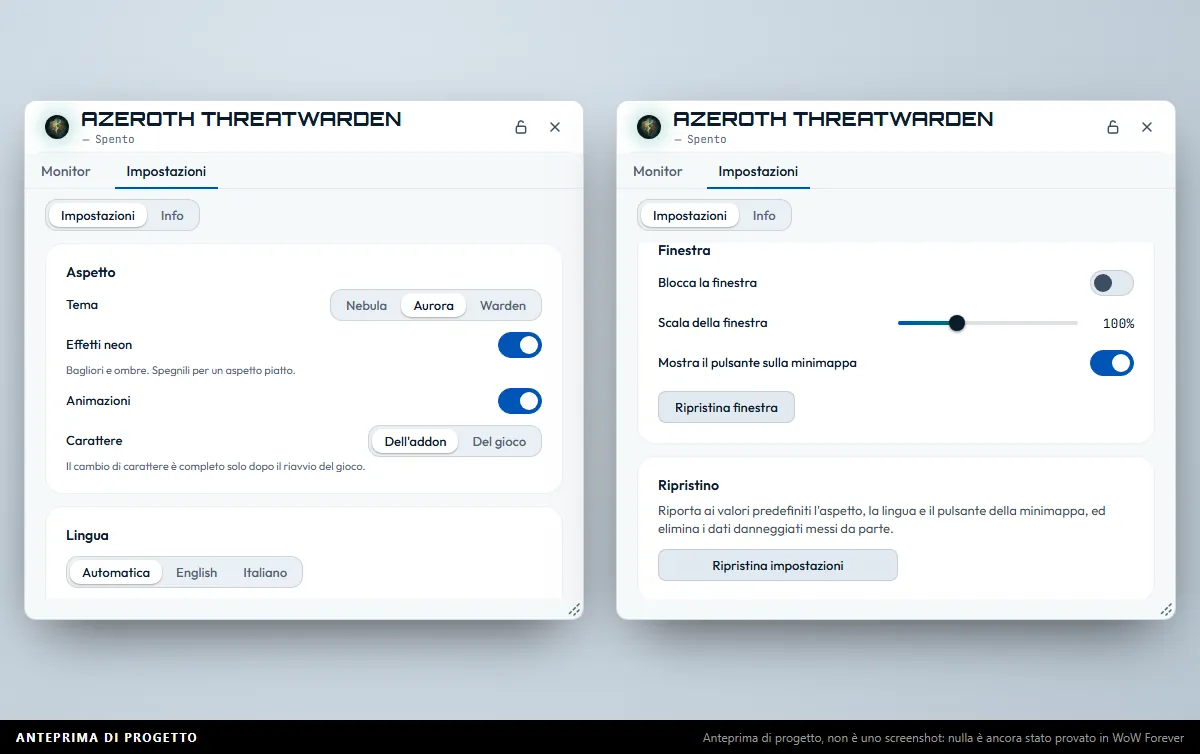 AZEROTH THREATWARDEN
— Spento
Monitor
Impostazioni
Impostazioni
Info
Aspetto
Tema
Nebula
Aurora
Warden
Effetti neon
Bagliori e ombre. Spegnili per un aspetto piatto.
Animazioni
Carattere
Dell'addon
Del gioco
Il cambio di carattere è completo solo dopo il riavvio del gioco.
Lingua
Automatica
English
Italiano
AZEROTH THREATWARDEN
— Spento
Monitor
Impostazioni
Impostazioni
Info
Finestra
Blocca la finestra
Scala della finestra
100%
Mostra il pulsante sulla minimappa
Ripristina finestra
Ripristino
Riporta ai valori predefiniti l'aspetto, la lingua e il pulsante della minimappa, ed
elimina i dati danneggiati messi da parte.
Ripristina impostazioni
ANTEPRIMA DI PROGETTO
Anteprima di progetto, non è uno screenshot: nulla è ancora stato provato in WoW Forever